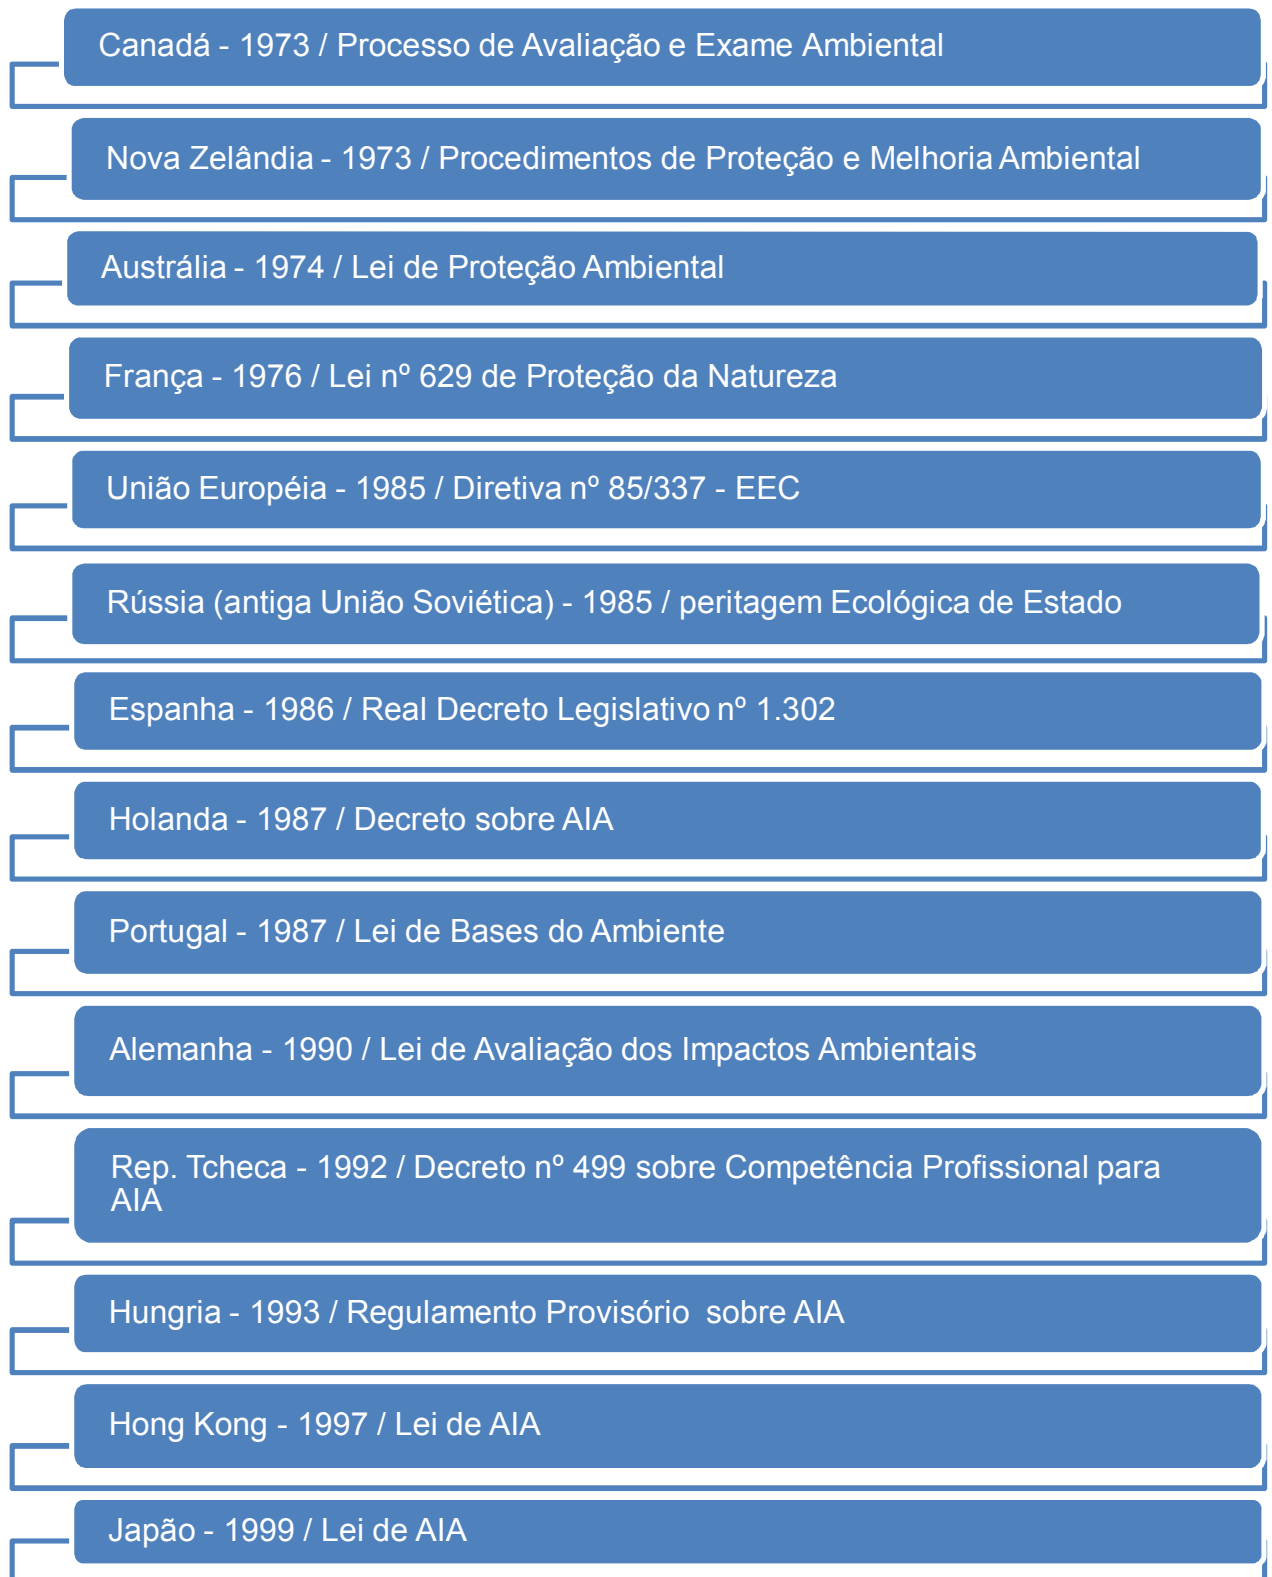 Canadá - 1973 / Processo de Avaliação e Exame Ambiental
Nova Zelândia - 1973 / Procedimentos de Proteção e Melhoria Ambiental
Austrália - 1974 / Lei de Proteção Ambiental
França - 1976 / Lei nº 629 de Proteção da Natureza
União Européia - 1985 / Diretiva nº 85/337 - EEC
Rússia (antiga União Soviética) - 1985 / peritagem Ecológica de Estado
Espanha - 1986 / Real Decreto Legislativo nº 1.302
Holanda - 1987 / Decreto sobre AIA
Portugal - 1987 / Lei de Bases do Ambiente
Alemanha - 1990 / Lei de Avaliação dos Impactos Ambientais
Rep. Tcheca - 1992 / Decreto nº 499 sobre Competência Profissional para
AIA
Hungria - 1993 / Regulamento Provisório  sobre AIA
Hong Kong - 1997 / Lei de AIA
Japão - 1999 / Lei de AIA